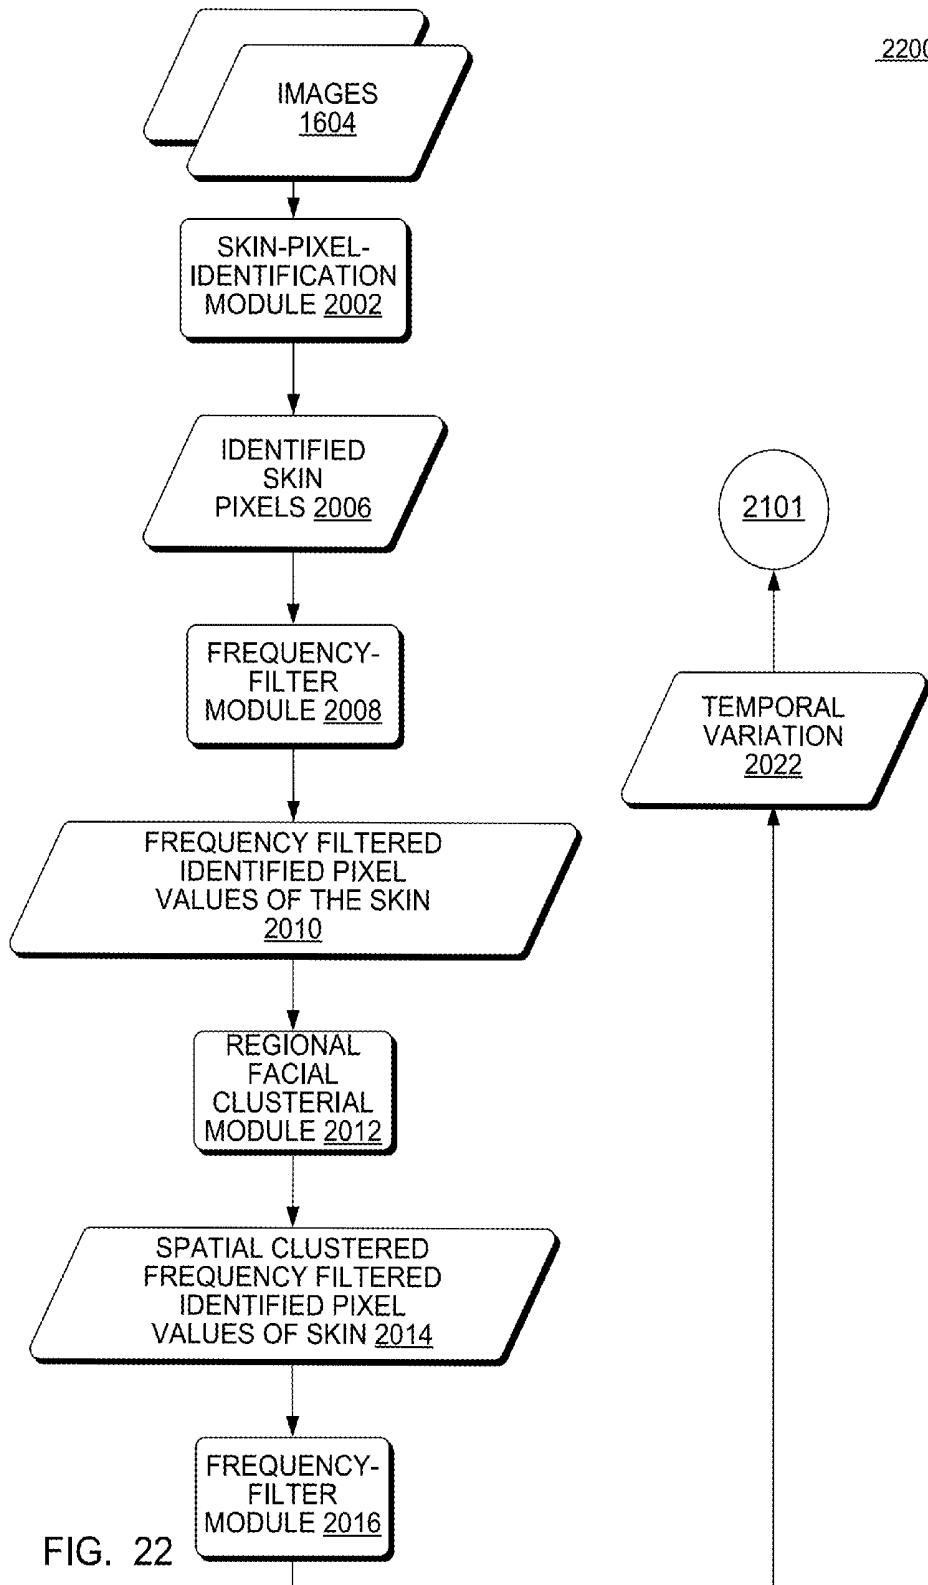 2200
IMAGES
1604
SKIN-PIXEL-
IDENTIFICATION
MODULE 2002
IDENTIFIED
SKIN
PIXELS 2006
FREQUENCY-
FILTER
MODULE 2008
FREQUENCY FILTERED
IDENTIFIED PIXEL
VALUES OF THE SKIN
2010
REGIONAL
FACIAL
CLUSTERIAL
MODULE 2012
SPATIAL CLUSTERED
FREQUENCY FILTERED
IDENTIFIED PIXEL
VALUES OF SKIN 2014
FREQUENCY-
FILTER
MODULE 2016
TEMPORAL
VARIATION
2022
2101
FIG. 22